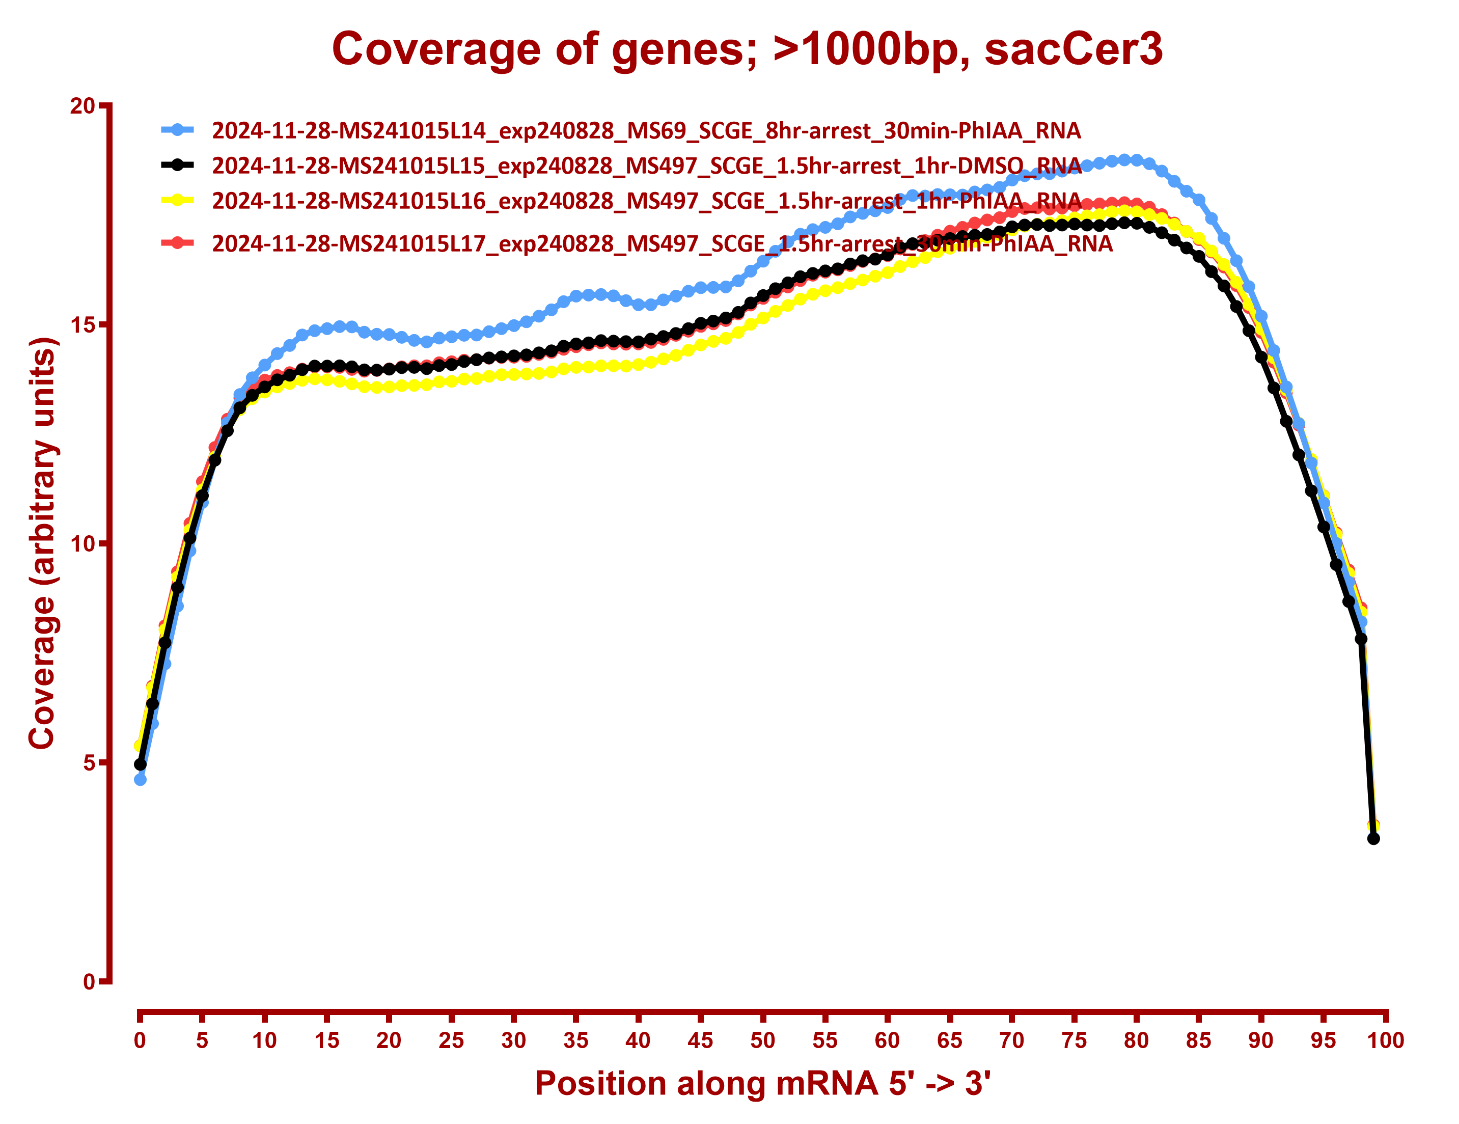 Coverage of genes; >1000bp, sacCer3
20
2024-11-28-MS241015L14_exp240828_MS69_SCGE_8hr-arrest_30min-PhIAA_RNA
2024-11-28-MS241015L15_exp240828_MS497_SCGE_1.5hr-arrest_1hr-DMSO_RNA
2024-11-28-MS241015L16_exp240828_MS497_SCGE_1.5hr-arrest_1hr-PhIAA_RNA
2024-11-28-MS241015L17_exp240828_MS497_SCGE_1.5hr-arrest_30min-PhIAA_RNA
15
10
5
0
Coverage (arbitrary units)
0 5 10 15 20 25 30 35 40 45 50 55 60 65 70 75 80 85 90 95 100
Position along mRNA 5' -> 3'